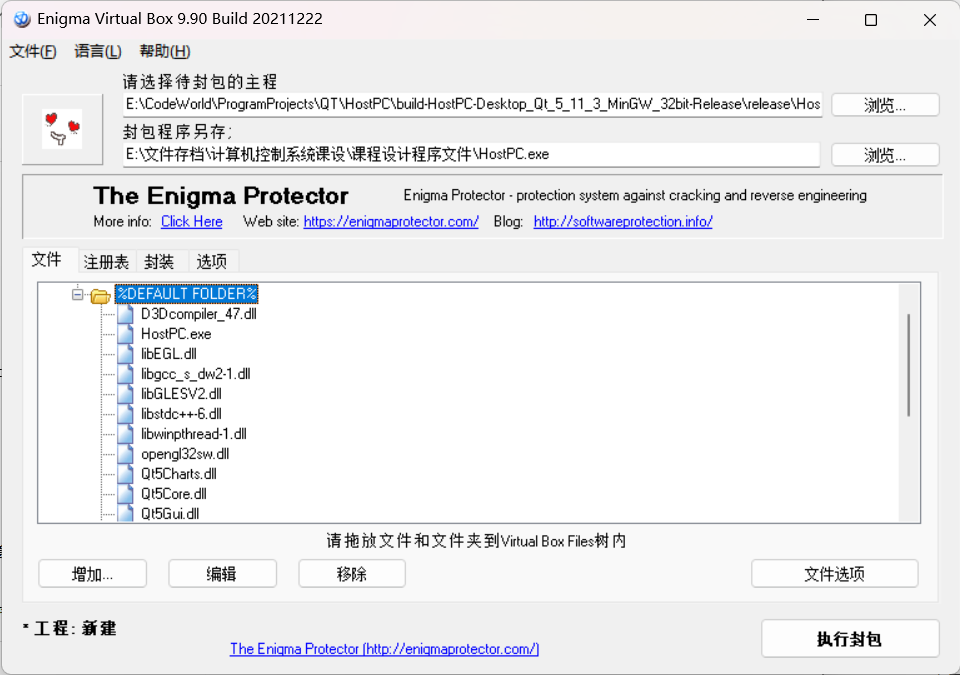 Enigma Virtual Box 9.90 Build 20211222
文件(F) 语言(L) 帮助(H)
请选择待封包的主程
E:\CodeWorld\ProgramProjects\QT\HostPC\build-HostPC-Desktop_Qt_5_11_3_MinGW_32bit-Release\release\Hos
浏览...
封包程序另存;
E:\文件存档\计算机控制系统课设\课程设计程序文件\HostPC.exe
浏览...
The Enigma Protector
Enigma Protector - protection system against cracking and reverse engineering
More info: Click Here Web site: https://enigmaprotector.com/ Blog: http://softwareprotection.info/
文件 注册表 封装 选项
%DEFAULT FOLDER%
D3Dcompiler_47.dll
HostPC.exe
libEGL.dll
libgcc_s_dw2-1.dll
libGLESV2.dll
libstdc++-6.dll
libwinpthread-1.dll
opengl32sw.dll
Qt5Charts.dll
Qt5Core.dll
Qt5Gui.dll
请拖放文件和文件夹到Virtual Box Files树内
增加... 编辑 移除 文件选项
* 工程: 新建
The Enigma Protector (http://enigmaprotector.com/)
执行封包